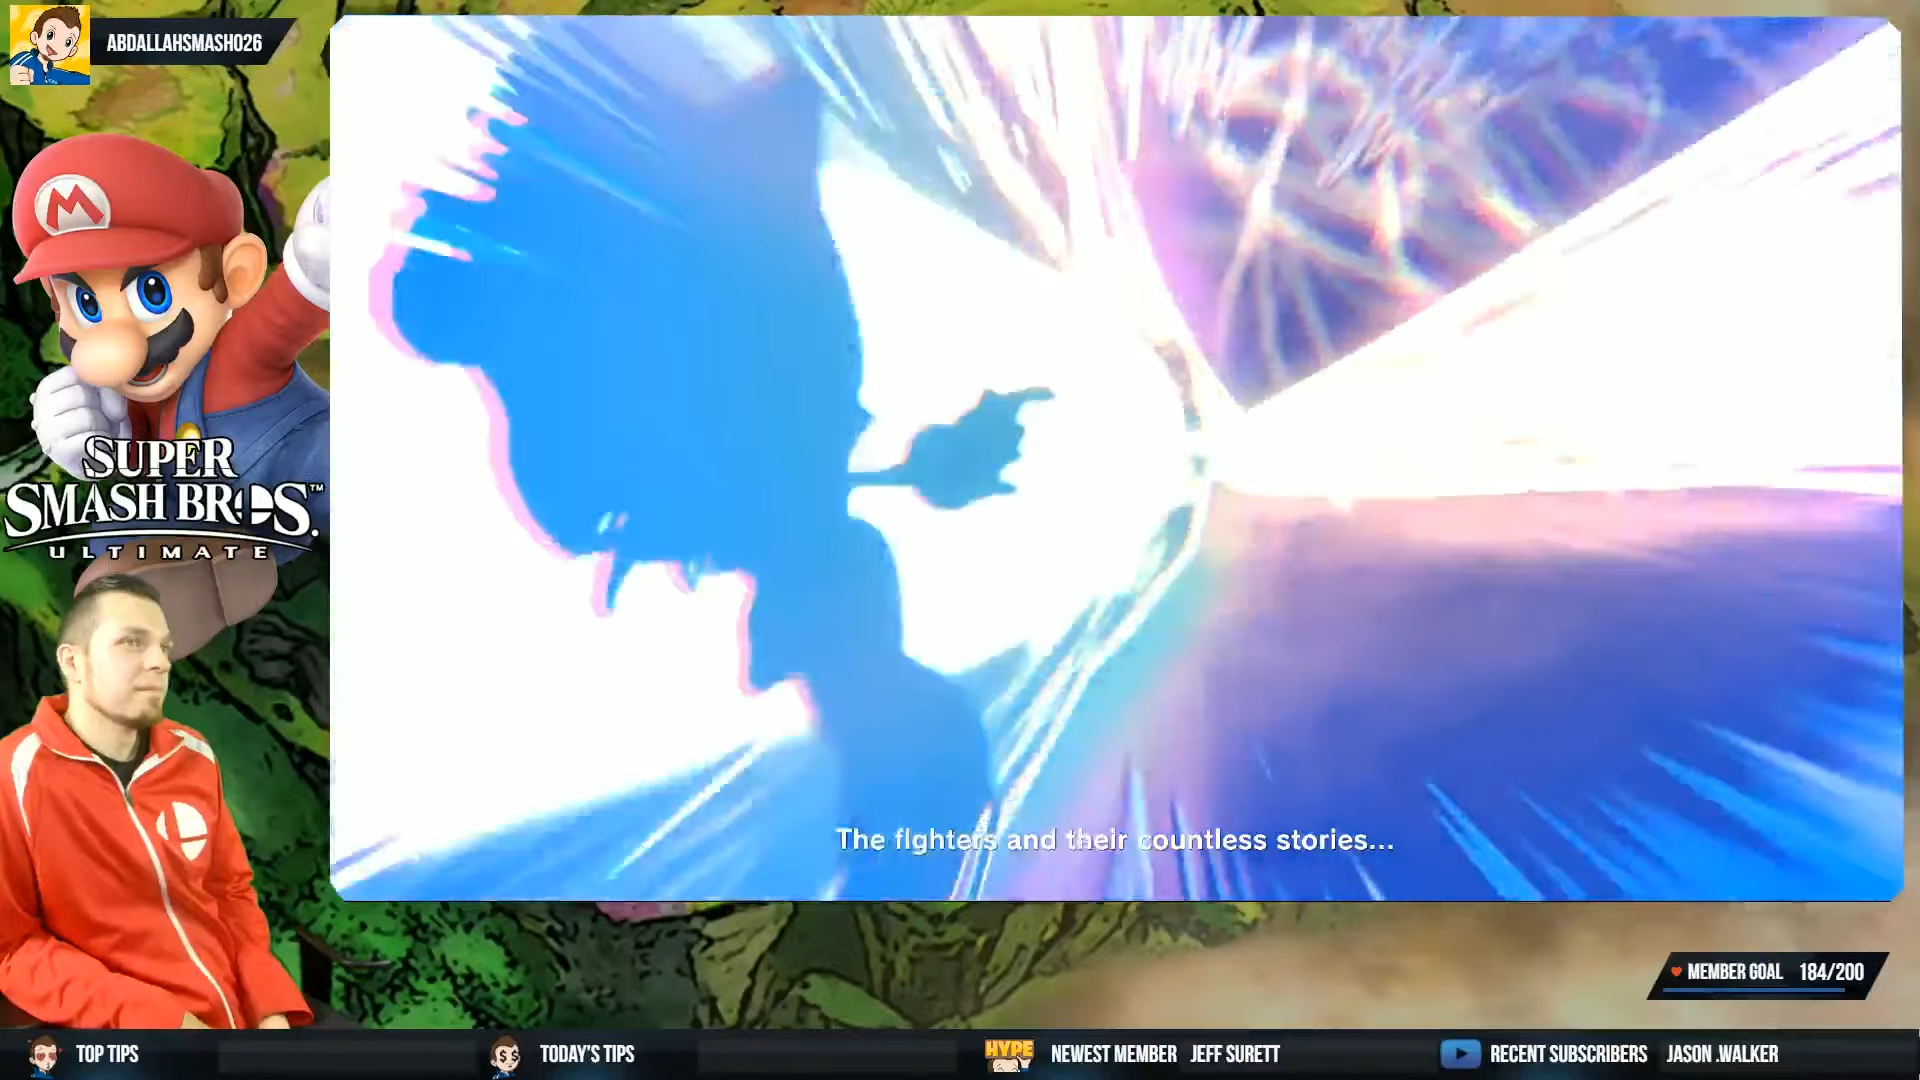 ABDALLAHSMASH026
M
SUPER
SMASH BROS.™
ULTIMATE
The fighters and their countless stories...
MEMBER GOAL 184/200
TOP TIPS
TODAY'S TIPS
HYPE
NEWEST MEMBER JEFF SURETT
RECENT SUBSCRIBERS JASON .WALKER